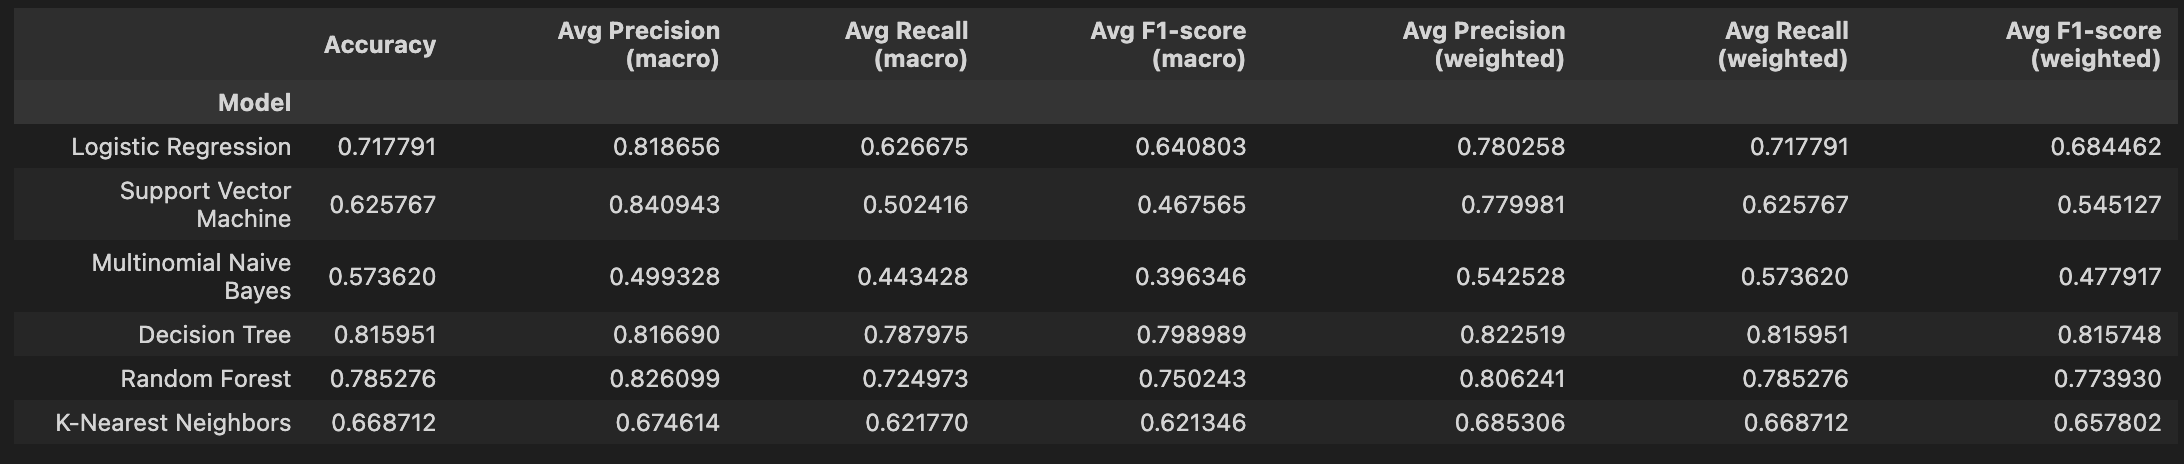 Accuracy Avg Precision (macro) Avg Recall (macro) Avg F1-score (macro) Avg Precision (weighted) Avg Recall (weighted) Avg F1-score (weighted)
Model
Logistic Regression 0.717791 0.818656 0.626675 0.640803 0.780258 0.717791 0.684462
Support Vector Machine 0.625767 0.840943 0.502416 0.467565 0.779981 0.625767 0.545127
Multinomial Naive Bayes 0.573620 0.499328 0.443428 0.396346 0.542528 0.573620 0.477917
Decision Tree 0.815951 0.816690 0.787975 0.798989 0.822519 0.815951 0.815748
Random Forest 0.785276 0.826099 0.724973 0.750243 0.806241 0.785276 0.773930
K-Nearest Neighbors 0.668712 0.674614 0.621770 0.621346 0.685306 0.668712 0.657802